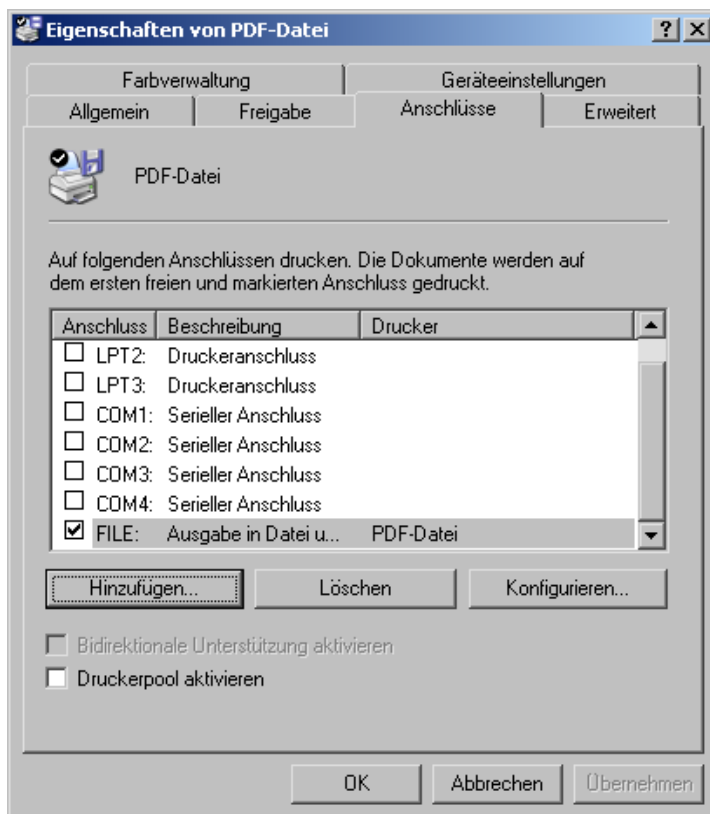 Eigenschaften von PDF-Datei
Farbverwaltung Geräteeinstellungen
Allgemein Freigabe Anschlüsse Erweitert
PDF-Datei
Auf folgenden Anschlüssen drucken. Die Dokumente werden auf
dem ersten freien und markierten Anschluss gedruckt.
Anschluss Beschreibung Drucker
LPT2: Druckeranschluss
LPT3: Druckeranschluss
COM1: Serieller Anschluss
COM2: Serieller Anschluss
COM3: Serieller Anschluss
COM4: Serieller Anschluss
FILE: Ausgabe in Datei u... PDF-Datei
Hinzufügen... Löschen Konfigurieren...
Bidirektionale Unterstützung aktivieren
Druckerpool aktivieren
OK Abbrechen Übernehmen